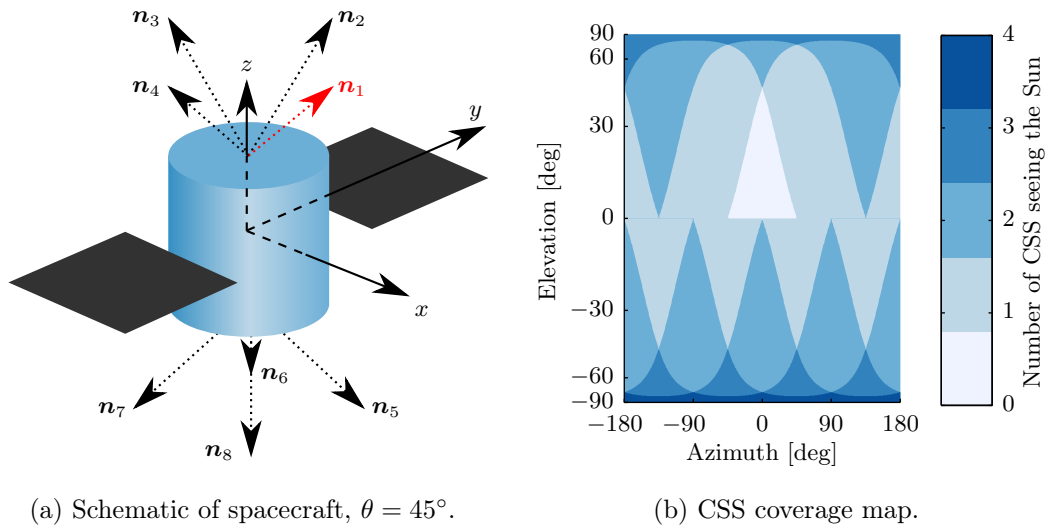 n₃
n₂
n₄
z
n₁
y
x
n₆
n₇
n₅
n₈
(a) Schematic of spacecraft, θ = 45°.
90
60
30
0
−30
−60
−90
Elevation [deg]
−180 −90 0 90 180
Azimuth [deg]
4
3
2
1
0
Number of CSS seeing the Sun
(b) CSS coverage map.